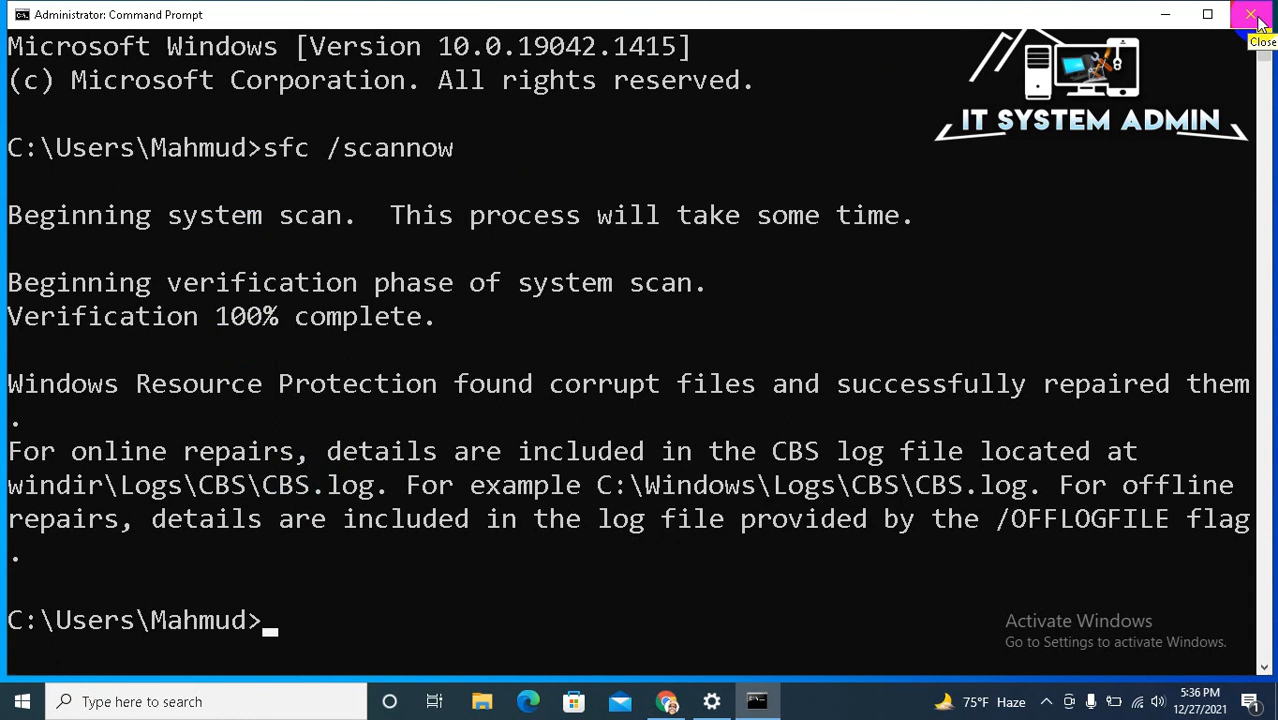 Administrator: Command Prompt
Close
Microsoft Windows [Version 10.0.19042.1415]
(c) Microsoft Corporation. All rights reserved.
IT SYSTEM ADMIN
C:\Users\Mahmud>sfc /scannow
Beginning system scan.  This process will take some time.
Beginning verification phase of system scan.
Verification 100% complete.
Windows Resource Protection found corrupt files and successfully repaired them
.
For online repairs, details are included in the CBS log file located at
windir\Logs\CBS\CBS.log. For example C:\Windows\Logs\CBS\CBS.log. For offline
repairs, details are included in the log file provided by the /OFFLOGFILE flag
.
C:\Users\Mahmud>
Activate Windows
Go to Settings to activate Windows.
Type here to search
75°F Haze
5:36 PM
12/27/2021
1